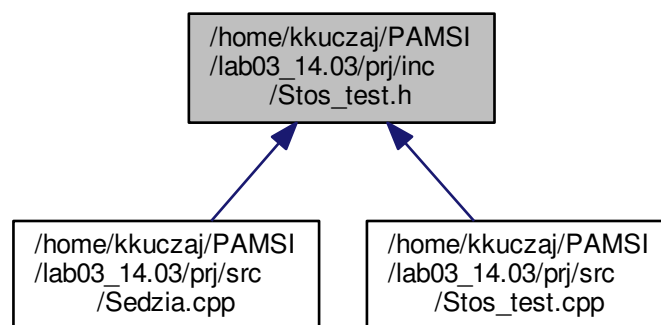 /home/kkuczaj/PAMSI
/lab03_14.03/prj/inc
/Stos_test.h
/home/kkuczaj/PAMSI
/lab03_14.03/prj/src
/Sedzia.cpp
/home/kkuczaj/PAMSI
/lab03_14.03/prj/src
/Stos_test.cpp